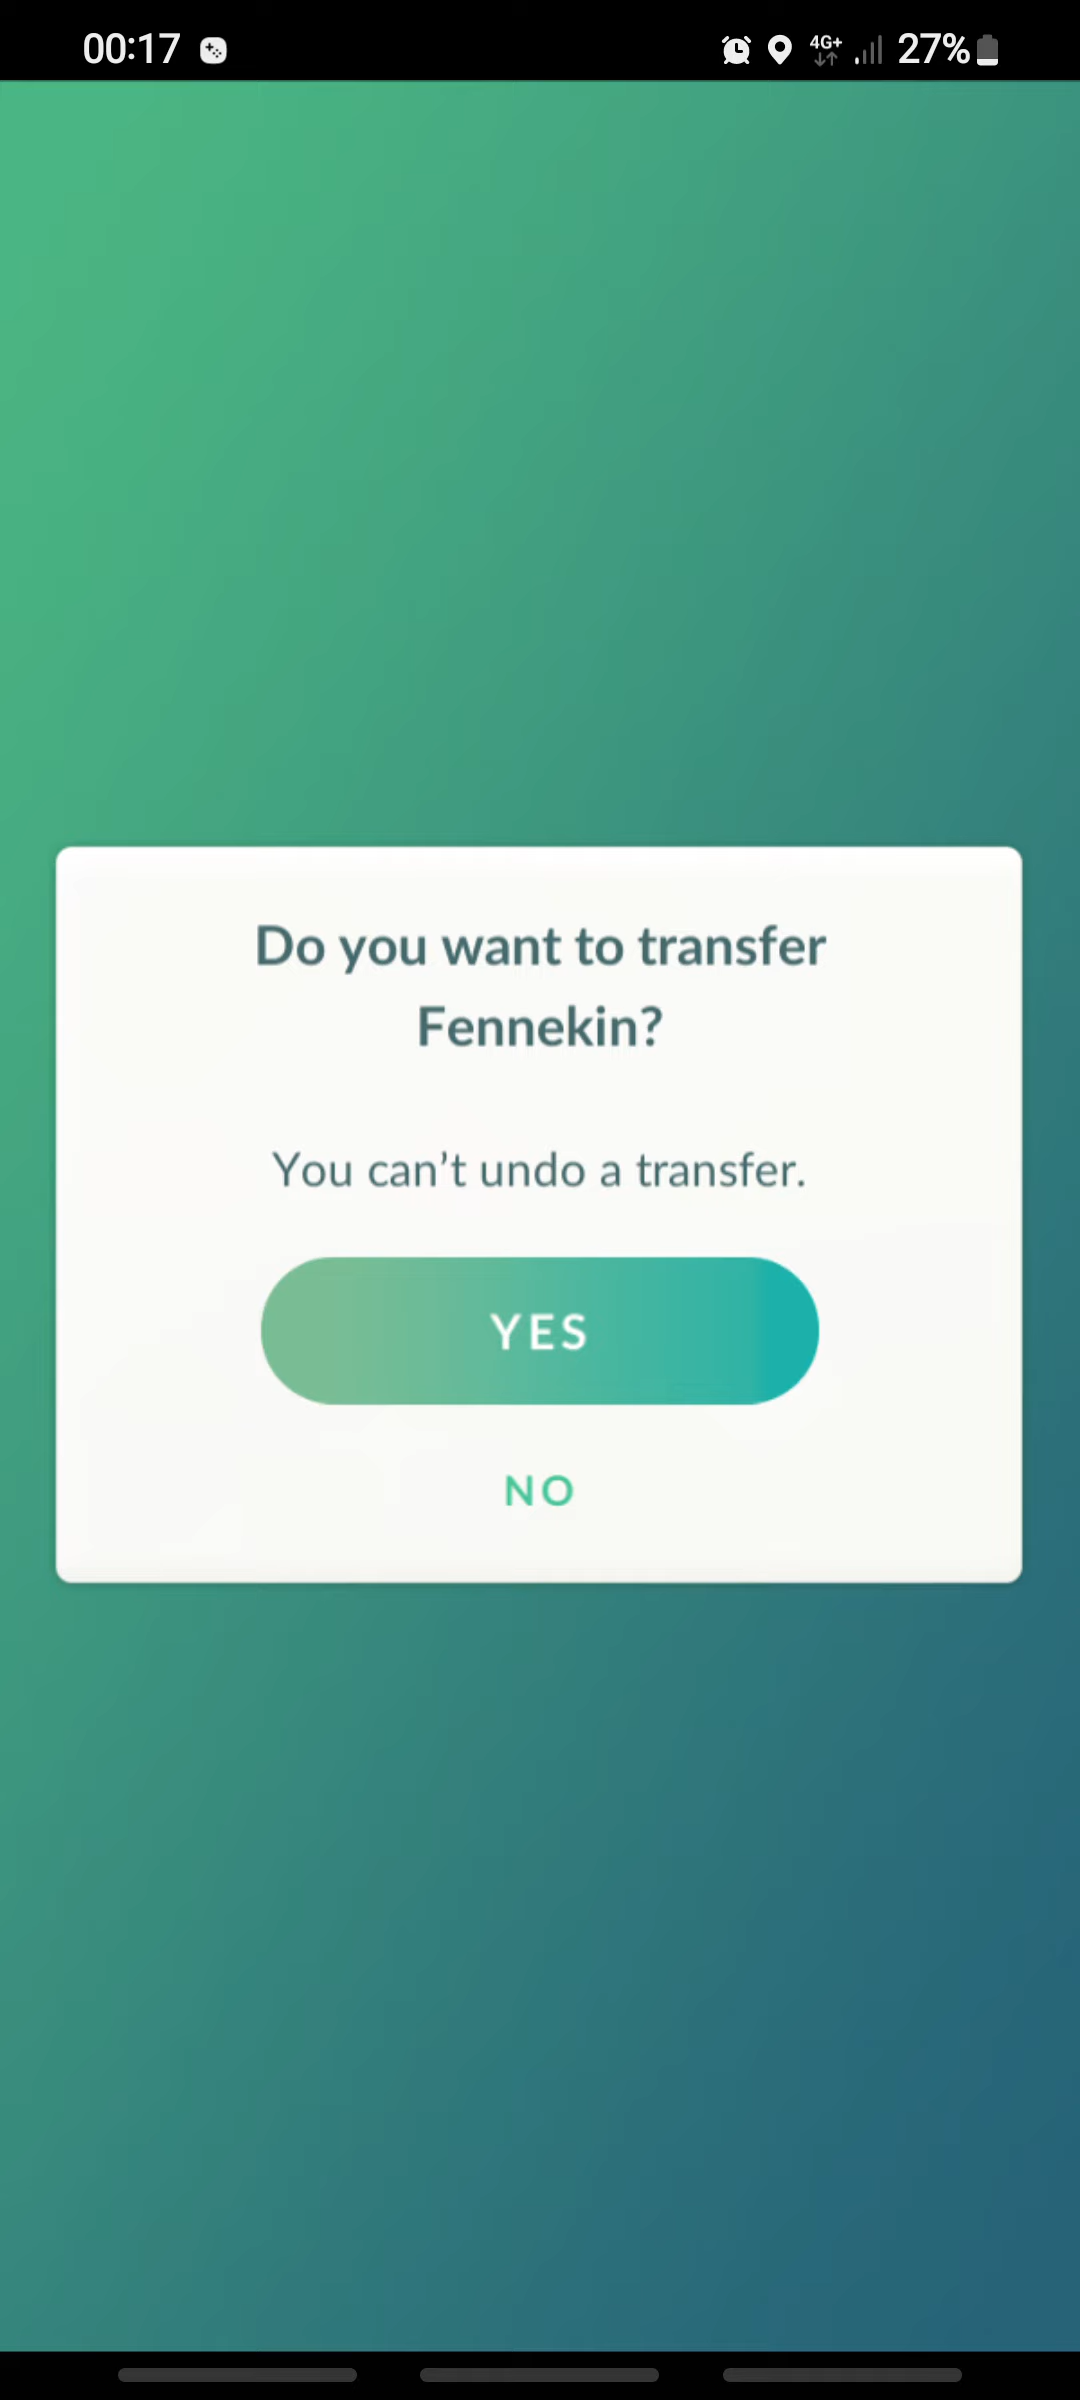 00:17 4G+ 27%
Do you want to transfer
Fennekin?
You can’t undo a transfer.
YES
NO